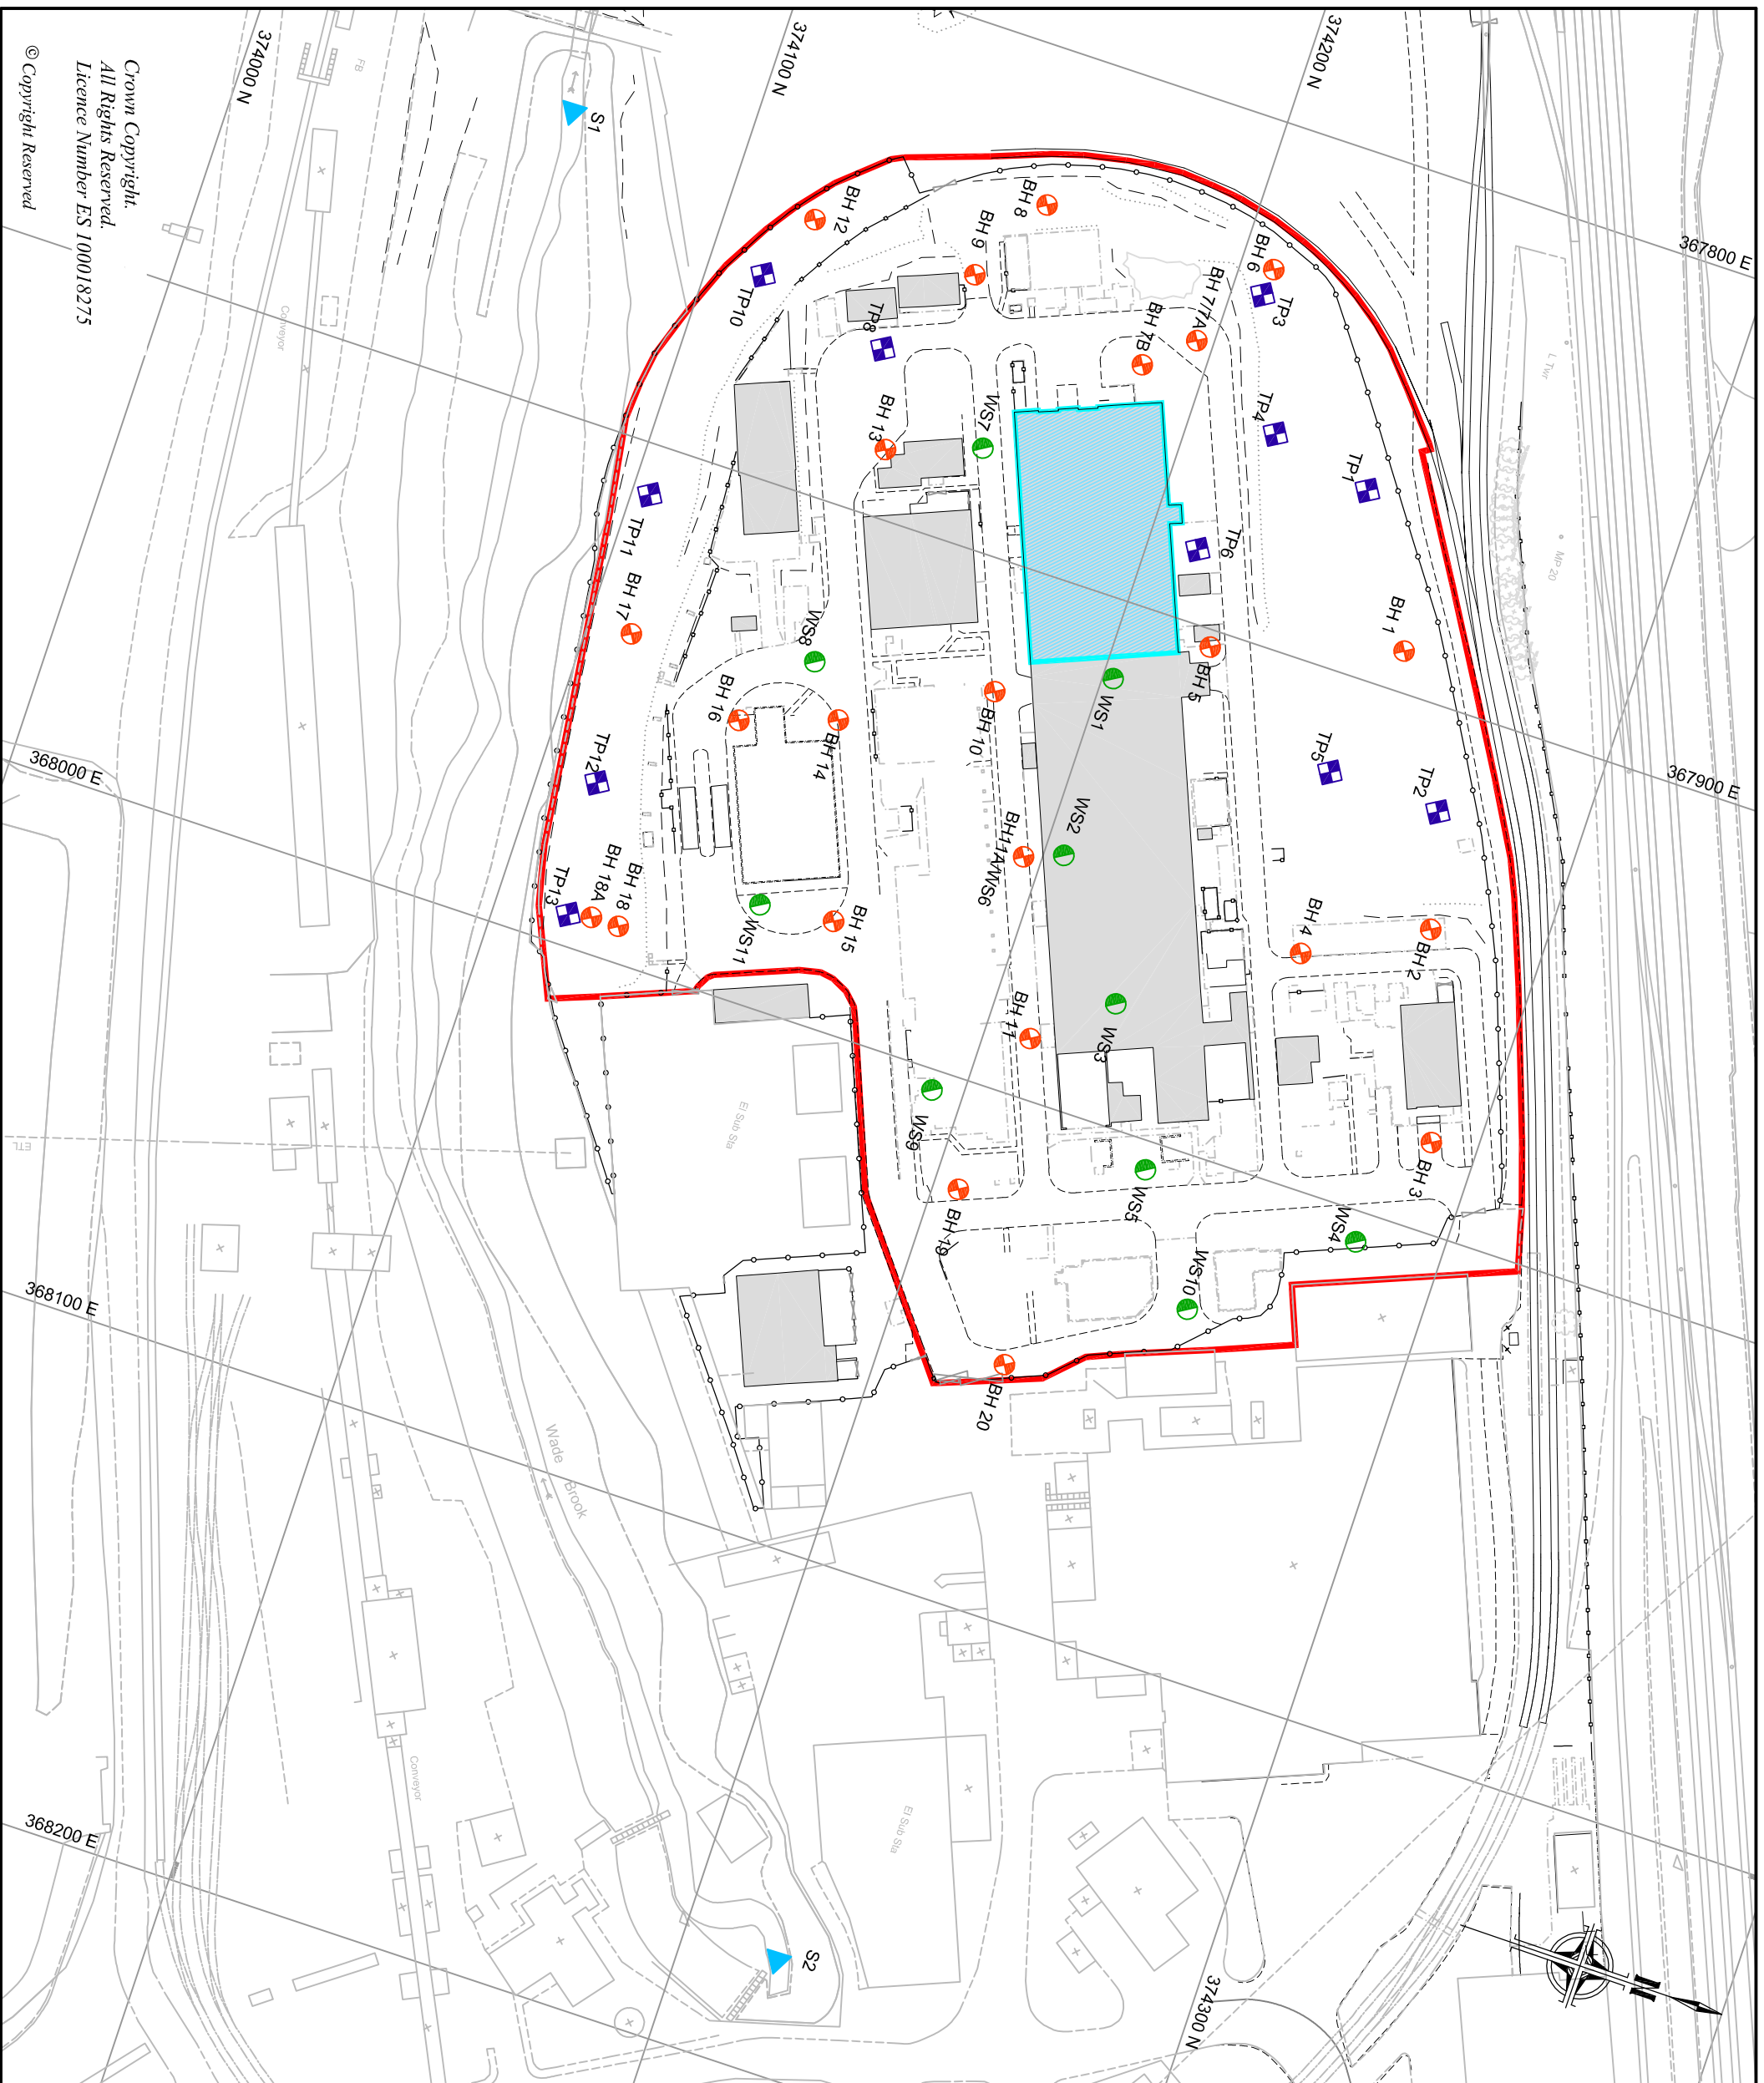 Crown Copyright.
All Rights Reserved.
Licence Number ES 100018275
© Copyright Reserved
374000 N
374100 N
374200 N
374300 N
367800 E
367900 E
368000 E
368100 E
368200 E
FB
S1
BH 12
BH 8
BH 9
BH 6
TP3
TP10
TP8
BH 7/7A
BH 7B
L Twr
Conveyor
BH 13
WS7
TP4
TP1
TP11
TP6
MP 20
BH 17
WS8
BH 1
BH 16
BH 14
BH 10
WS1
BH 5
TP12
WS2
TP5
TP2
TP13
BH 18A
BH 18
WS11
BH 15
BH11A/WS6
BH 4
BH 2
BH 11
WS3
WS9
El Sub Sta
ETL
BH 3
BH 19
WS5
WS4
WS10
BH 20
Wade Brook
Conveyor
El Sub Sta
S2
N